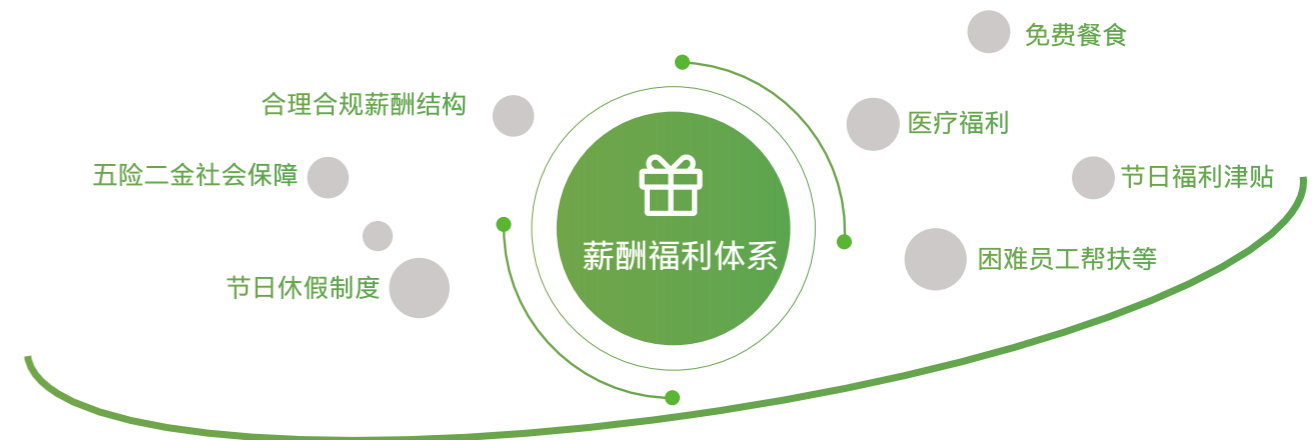 免费餐食
合理合规薪酬结构
医疗福利
五险二金社会保障
节日福利津贴
薪酬福利体系
困难员工帮扶等
节日休假制度